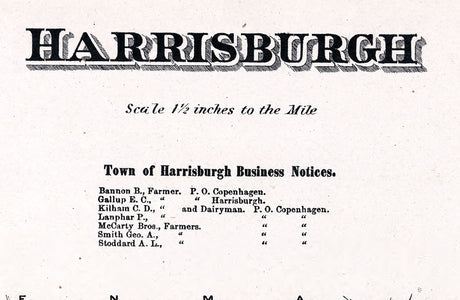 HARRISBURGH
Scale 1½ inches to the Mile
Town of Harrisburgh Business Notices.
Bannon B., Farmer. P. O. Copenhagen.
Gallup E. C., " " Harrisburgh.
Kilham C. D., " and Dairyman. P. O. Copenhagen.
Lanphar P., " " "
McCarty Bros., Farmers. " "
Smith Geo. A., " " "
Stoddard A. L., " " "
F N M A